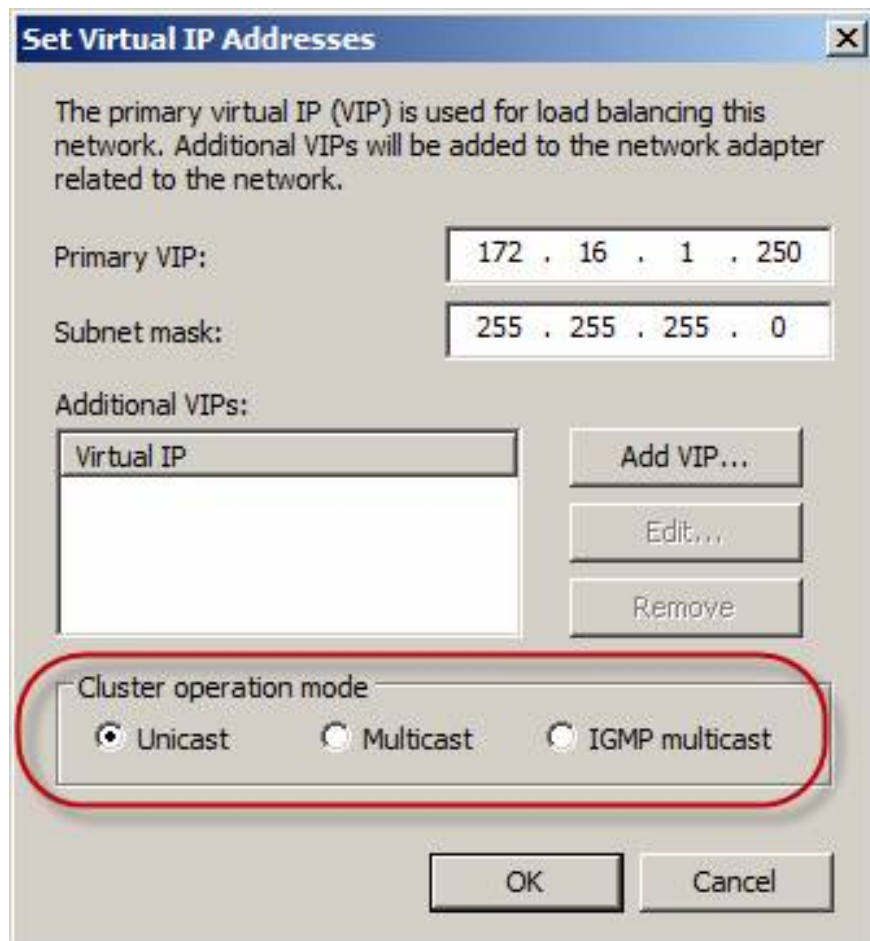 Set Virtual IP Addresses
The primary virtual IP (VIP) is used for load balancing this
network. Additional VIPs will be added to the network adapter
related to the network.
Primary VIP: 172 . 16 . 1 . 250
Subnet mask: 255 . 255 . 255 . 0
Additional VIPs:
Virtual IP
Add VIP...
Edit...
Remove
Cluster operation mode
Unicast Multicast IGMP multicast
OK Cancel